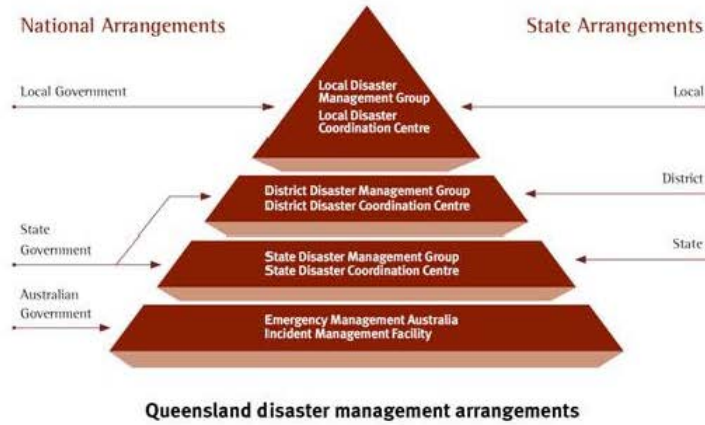 National Arrangements
State Arrangements
Local Government
Local Disaster
Management Group
Local Disaster
Coordination Centre
Local
District Disaster Management Group
District Disaster Coordination Centre
District
State
Government
State Disaster Management Group
State Disaster Coordination Centre
State
Australian
Government
Emergency Management Australia
Incident Management Facility
Queensland disaster management arrangements